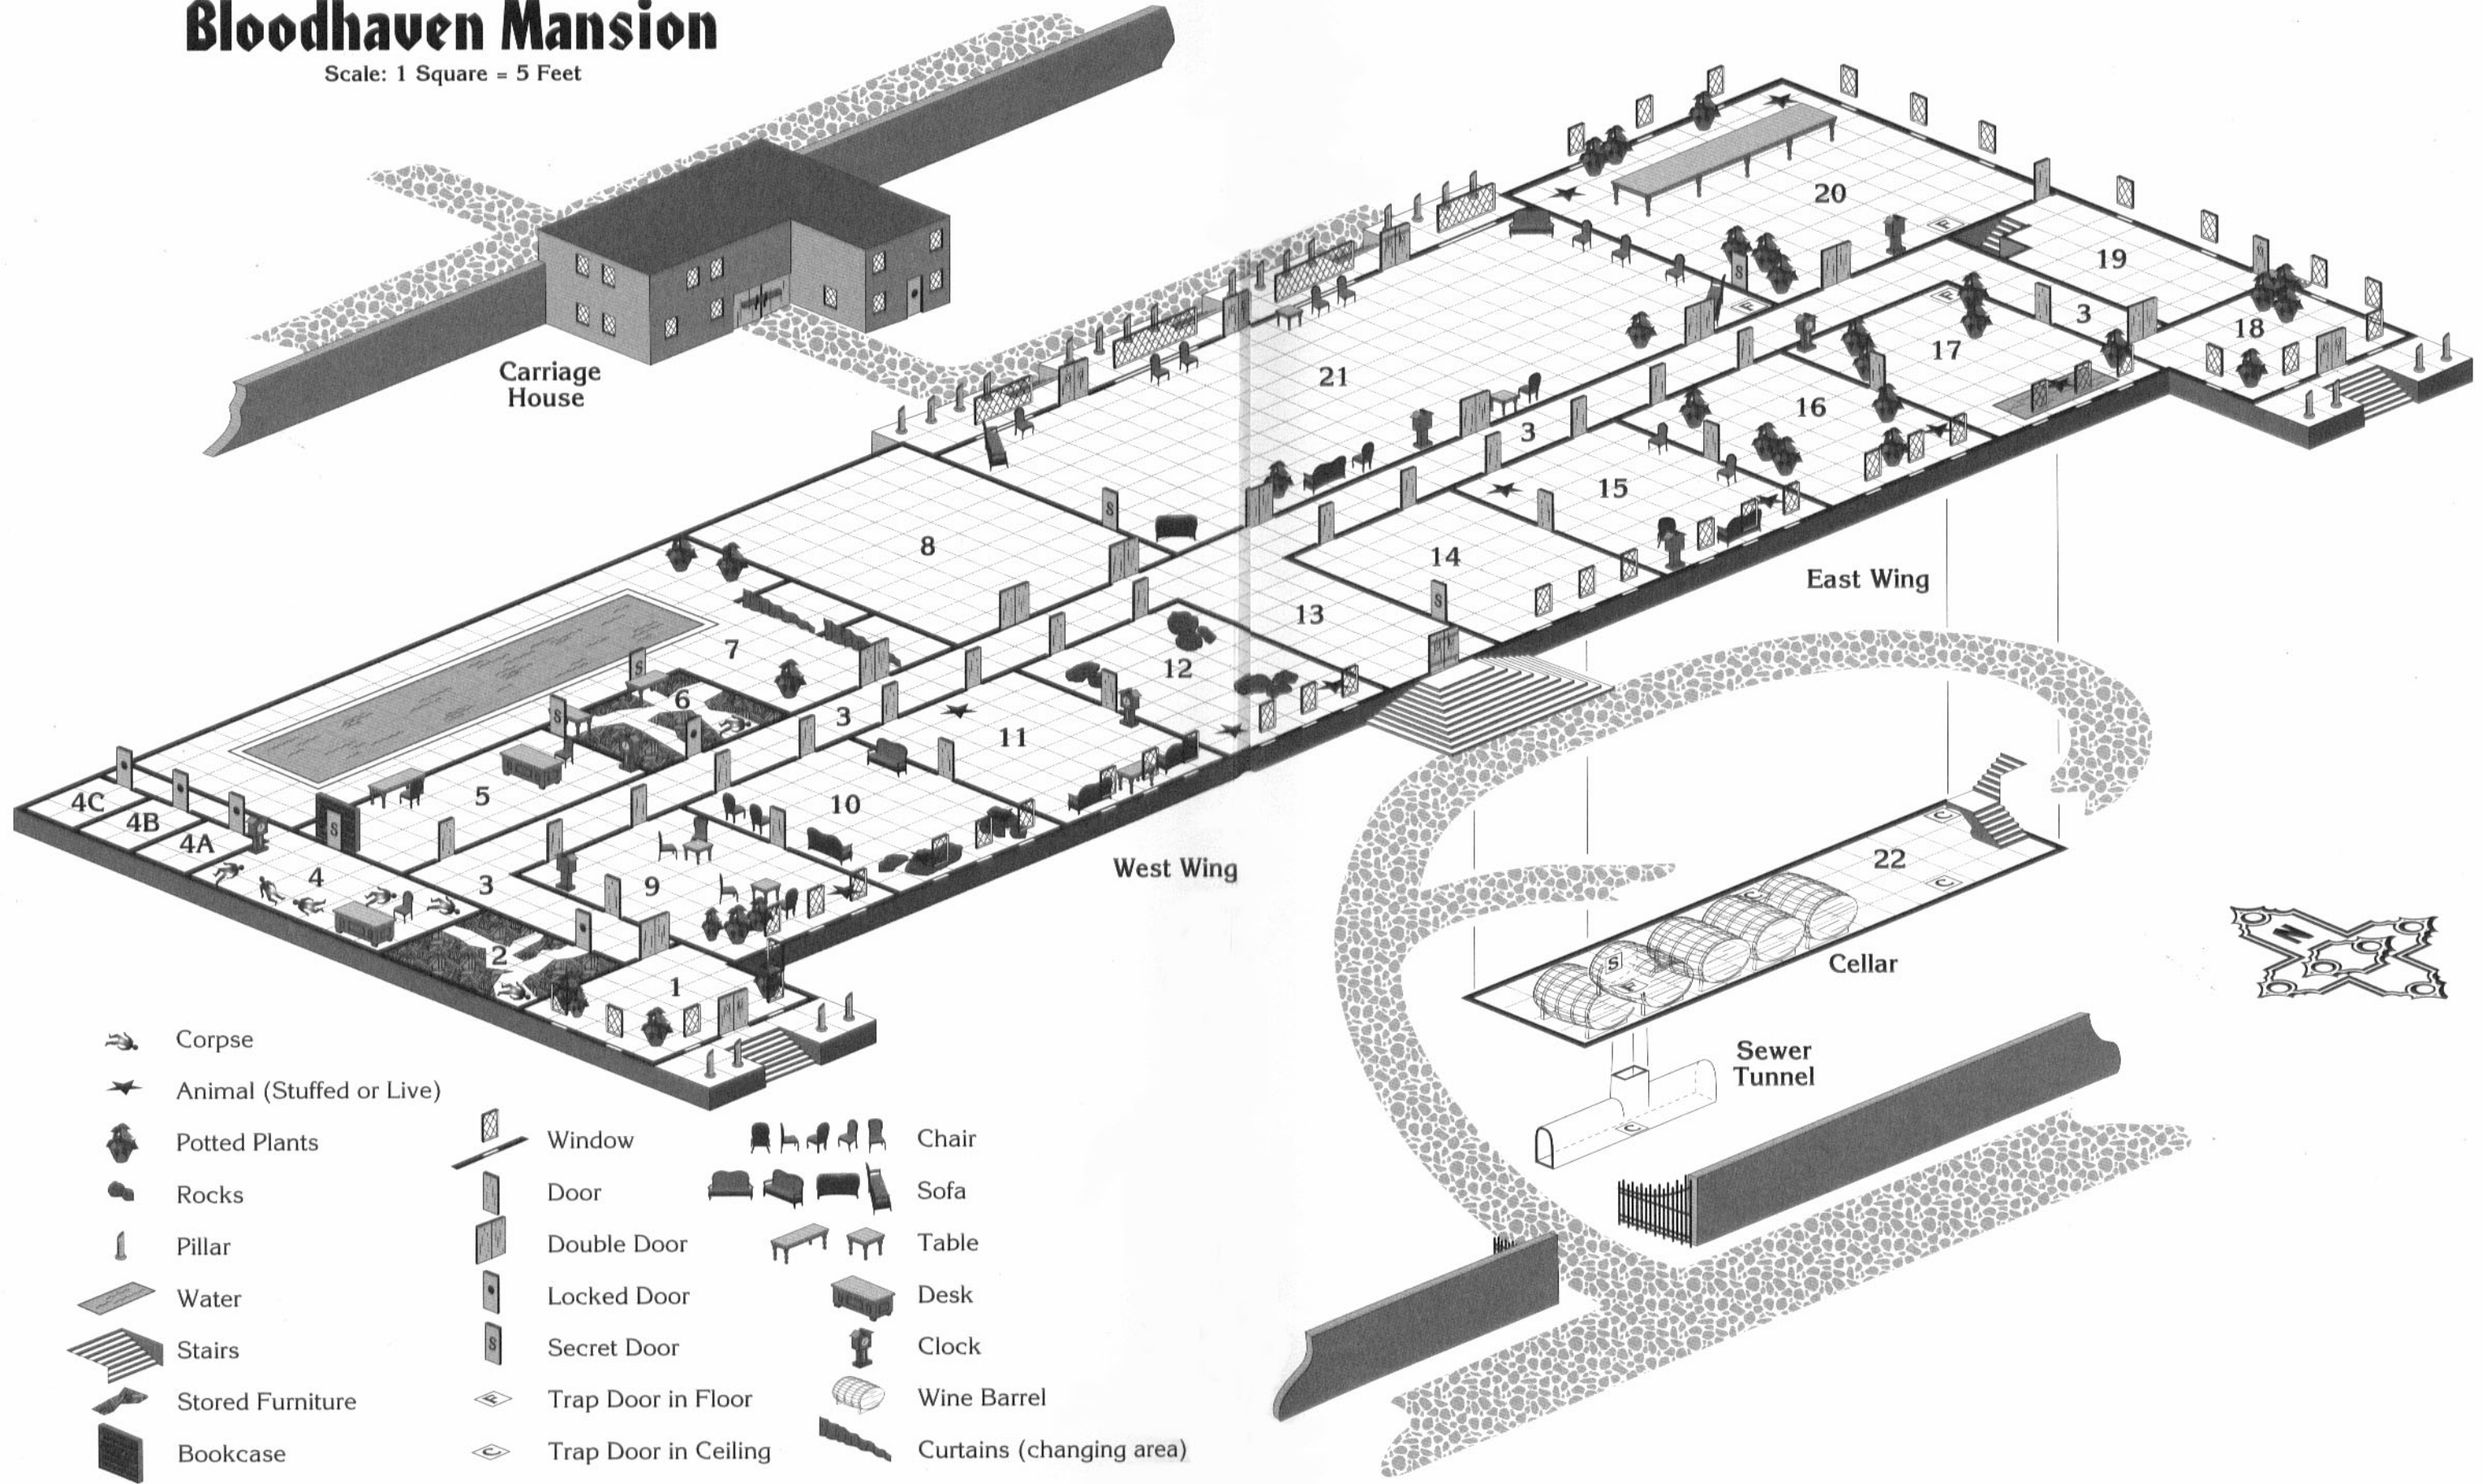 Bloodhaven Mansion
Scale: 1 Square = 5 Feet
Carriage
House
20
19
3
18
17
21
16
3
15
14
13
8
East Wing
7
12
6
3
11
5
10
4C
4B
4A
4
3
9
2
1
West Wing
22
Cellar
Sewer
Tunnel
N
S
S
S
S
S
S
S
S
F
F
F
C
C
C
C
Corpse
Animal (Stuffed or Live)
Potted Plants
Rocks
Pillar
Water
Stairs
Stored Furniture
Bookcase
Window
Door
Double Door
Locked Door
S Secret Door
F Trap Door in Floor
C Trap Door in Ceiling
Chair
Sofa
Table
Desk
Clock
Wine Barrel
Curtains (changing area)